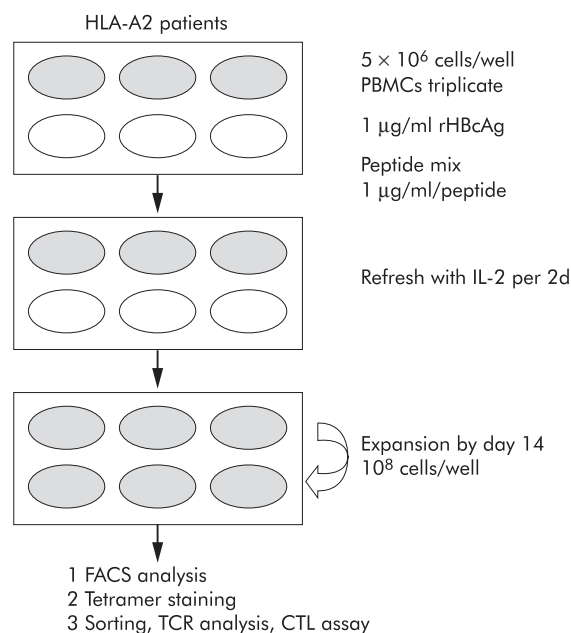 HLA-A2 patients
5 × 10⁶ cells/well
PBMCs triplicate
1 µg/ml rHBcAg
Peptide mix
1 µg/ml/peptide
Refresh with IL-2 per 2d
Expansion by day 14
10⁸ cells/well
1 FACS analysis
2 Tetramer staining
3 Sorting, TCR analysis, CTL assay